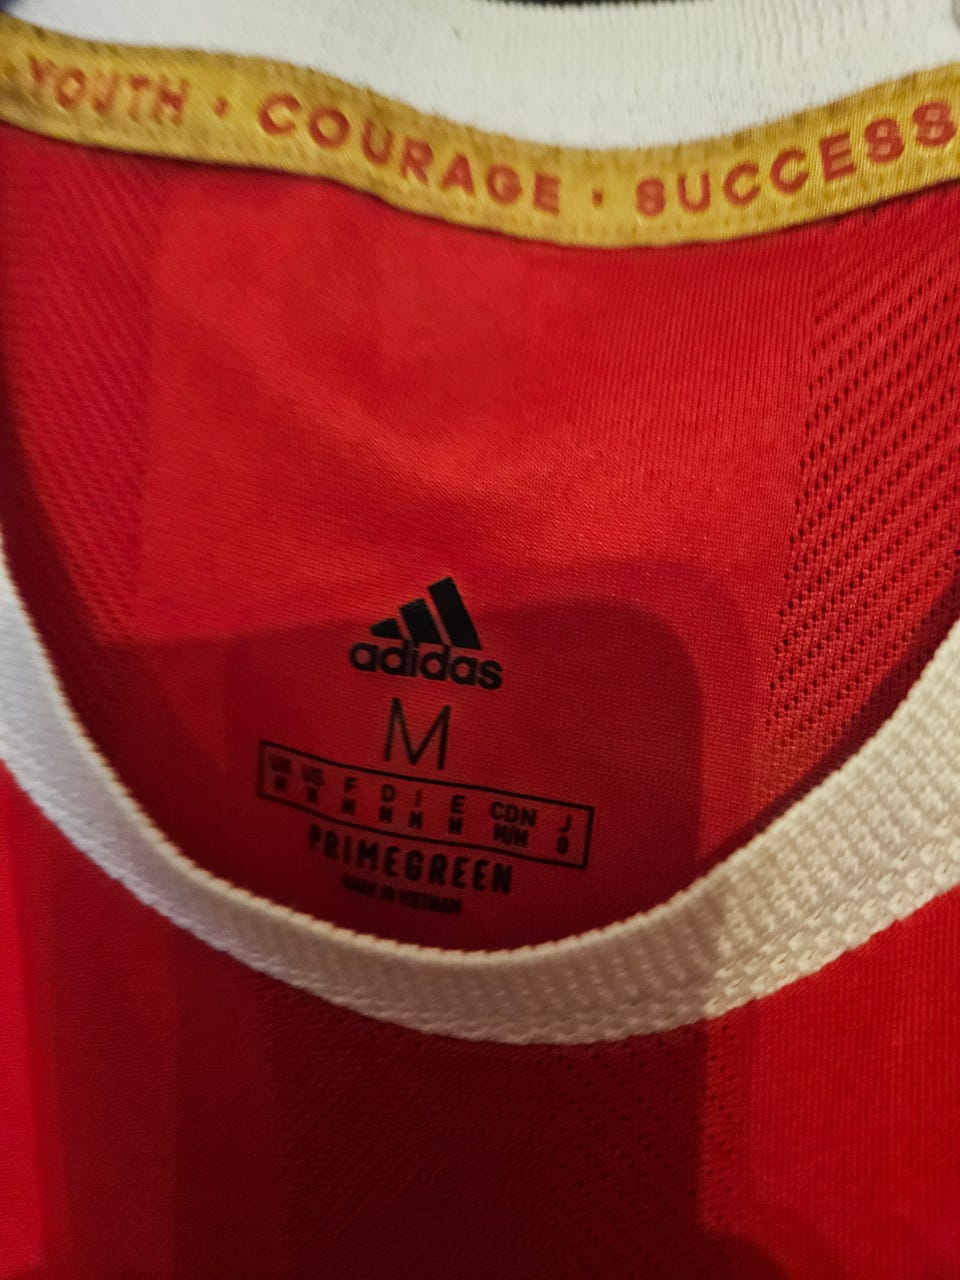 YOUTH · COURAGE · SUCCESS
adidas
M
UK US F D I E CDN J
M M M M M M M/M O
PRIMEGREEN
MADE IN VIETNAM